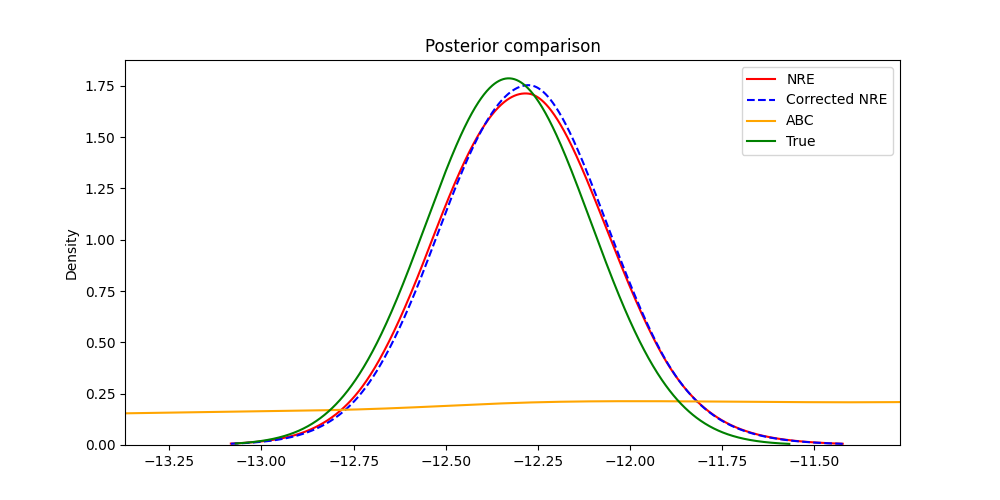 Posterior comparison
NRE
Corrected NRE
ABC
True
Density
1.75
1.50
1.25
1.00
0.75
0.50
0.25
0.00
−13.25 −13.00 −12.75 −12.50 −12.25 −12.00 −11.75 −11.50